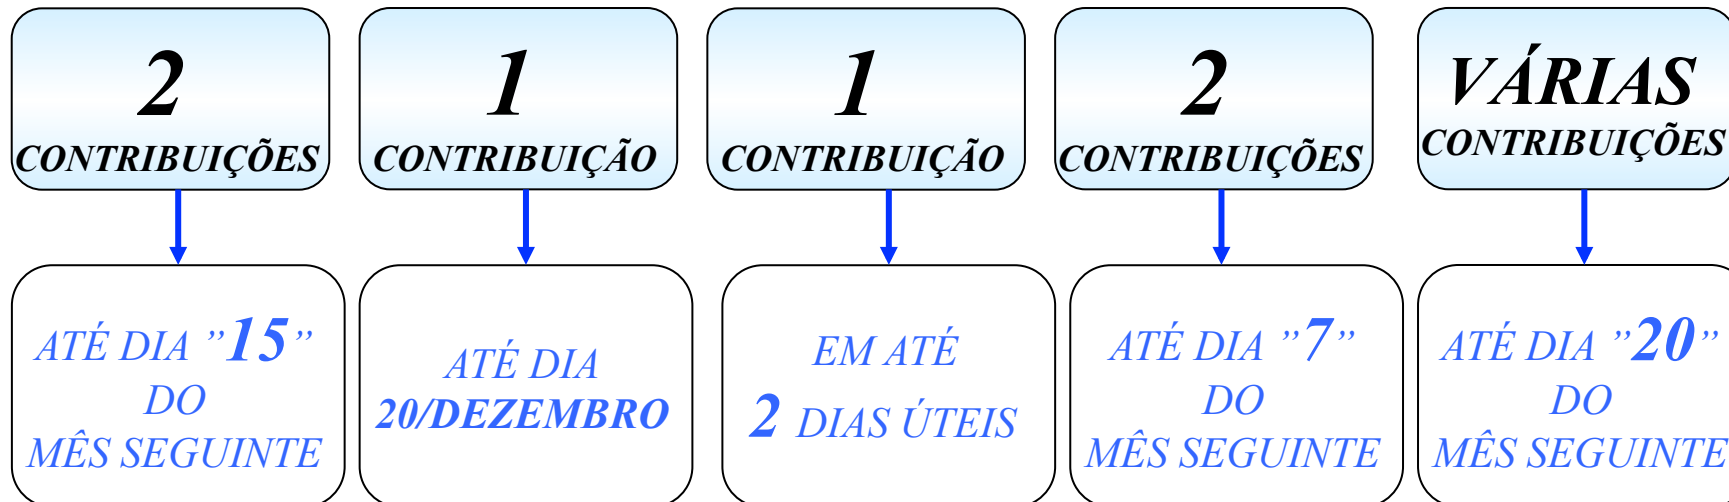 2
CONTRIBUIÇÕES
1
CONTRIBUIÇÃO
1
CONTRIBUIÇÃO
2
CONTRIBUIÇÕES
VÁRIAS
CONTRIBUIÇÕES
ATÉ DIA ”15”
DO
MÊS SEGUINTE
ATÉ DIA
20/DEZEMBRO
EM ATÉ
2 DIAS ÚTEIS
ATÉ DIA ”7”
DO
MÊS SEGUINTE
ATÉ DIA ”20”
DO
MÊS SEGUINTE